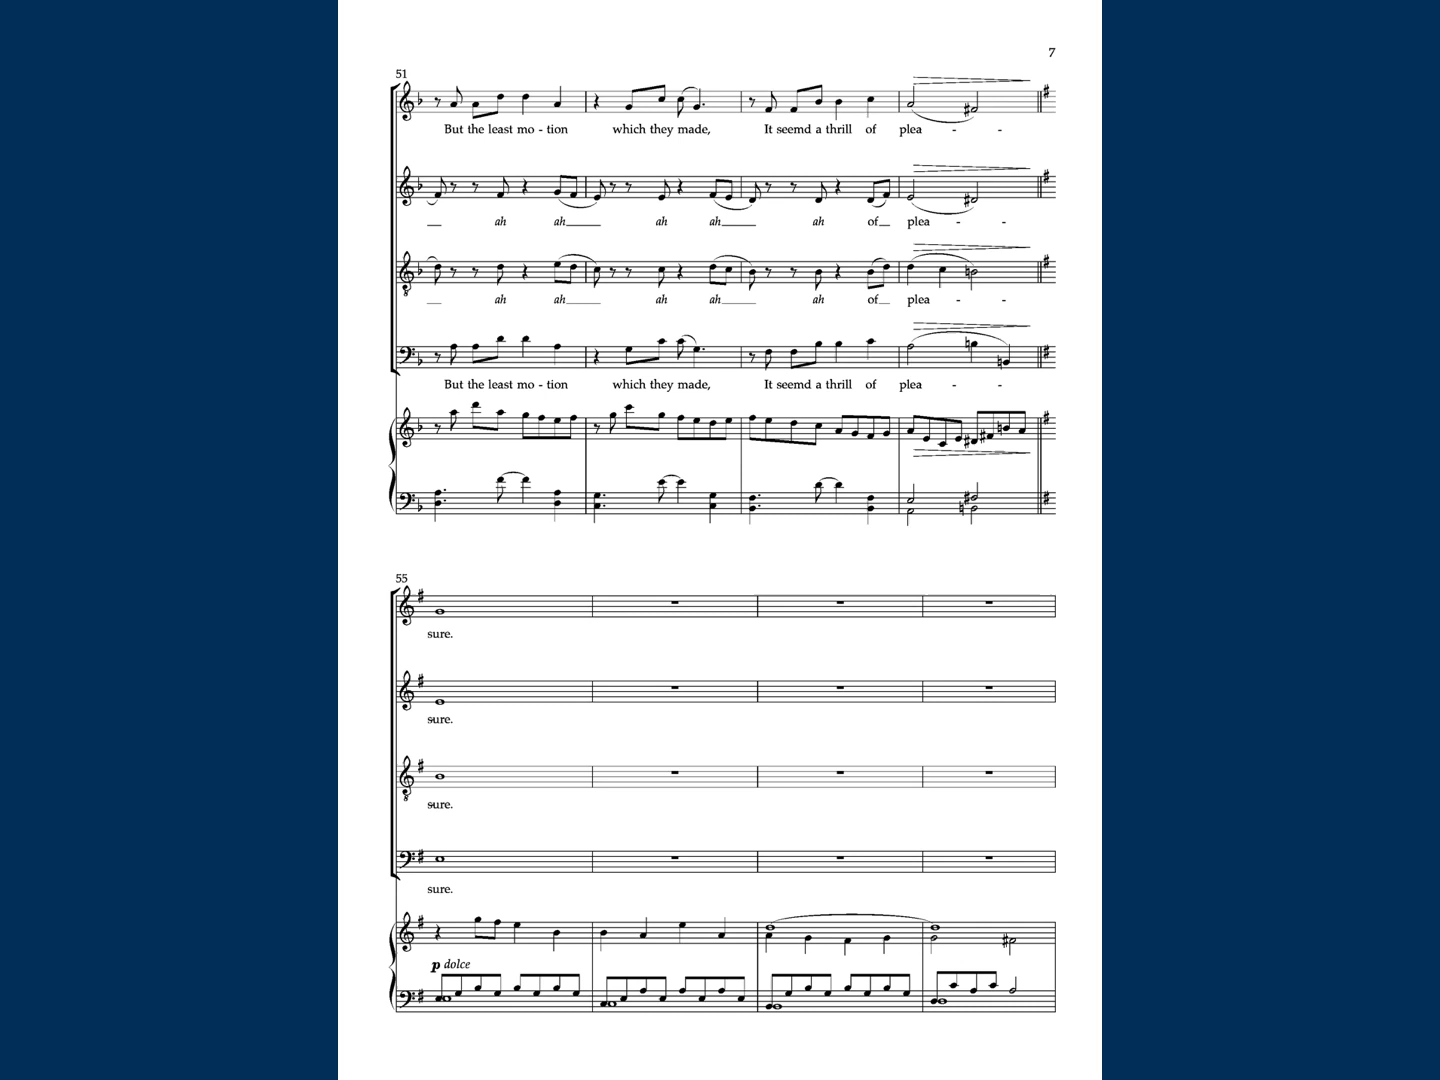 7
51
But the least mo - tion which they made, It seemd a thrill of plea - -
ah ah ah ah ah of plea - -
ah ah ah ah ah of plea - -
But the least mo - tion which they made, It seemd a thrill of plea - -
55
sure.
sure.
sure.
sure.
p dolce